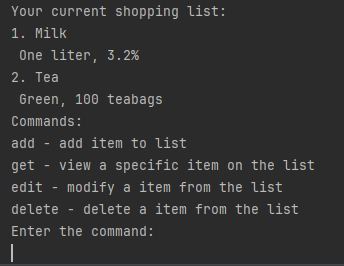 Your current shopping list:
1. Milk
 One liter, 3.2%
2. Tea
 Green, 100 teabags
Commands:
add - add item to list
get - view a specific item on the list
edit - modify a item from the list
delete - delete a item from the list
Enter the command: